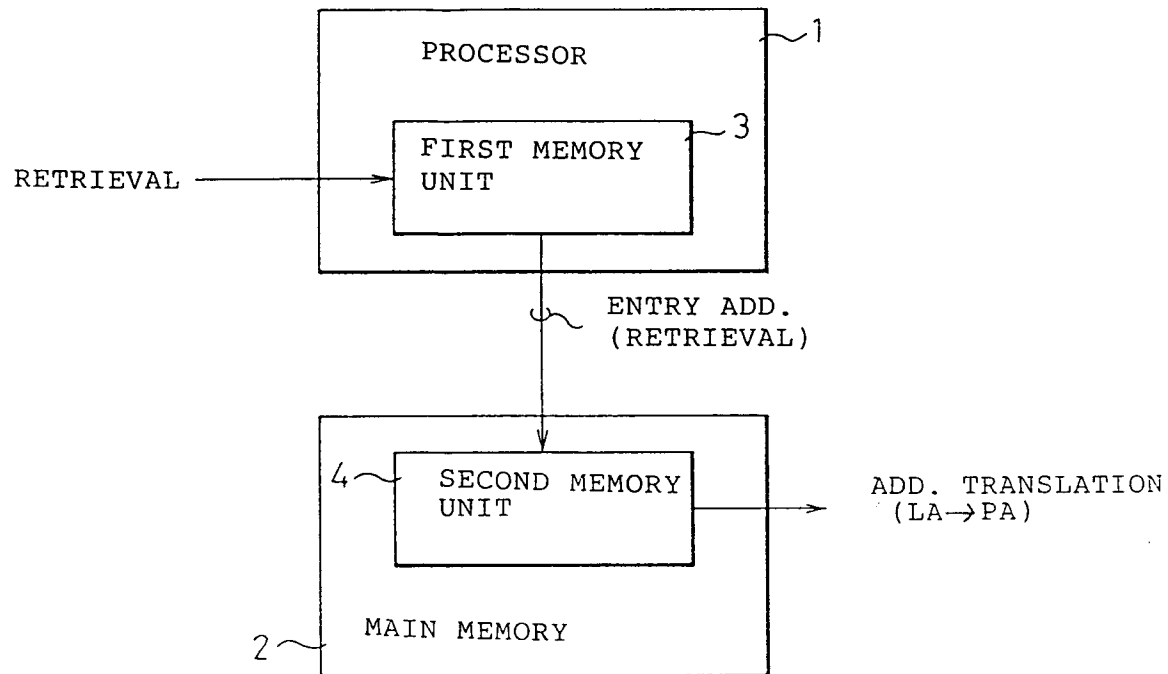 1
PROCESSOR
3
FIRST MEMORY
UNIT
RETRIEVAL
ENTRY ADD.
(RETRIEVAL)
4
SECOND MEMORY
UNIT
ADD. TRANSLATION
(LA→PA)
MAIN MEMORY
2